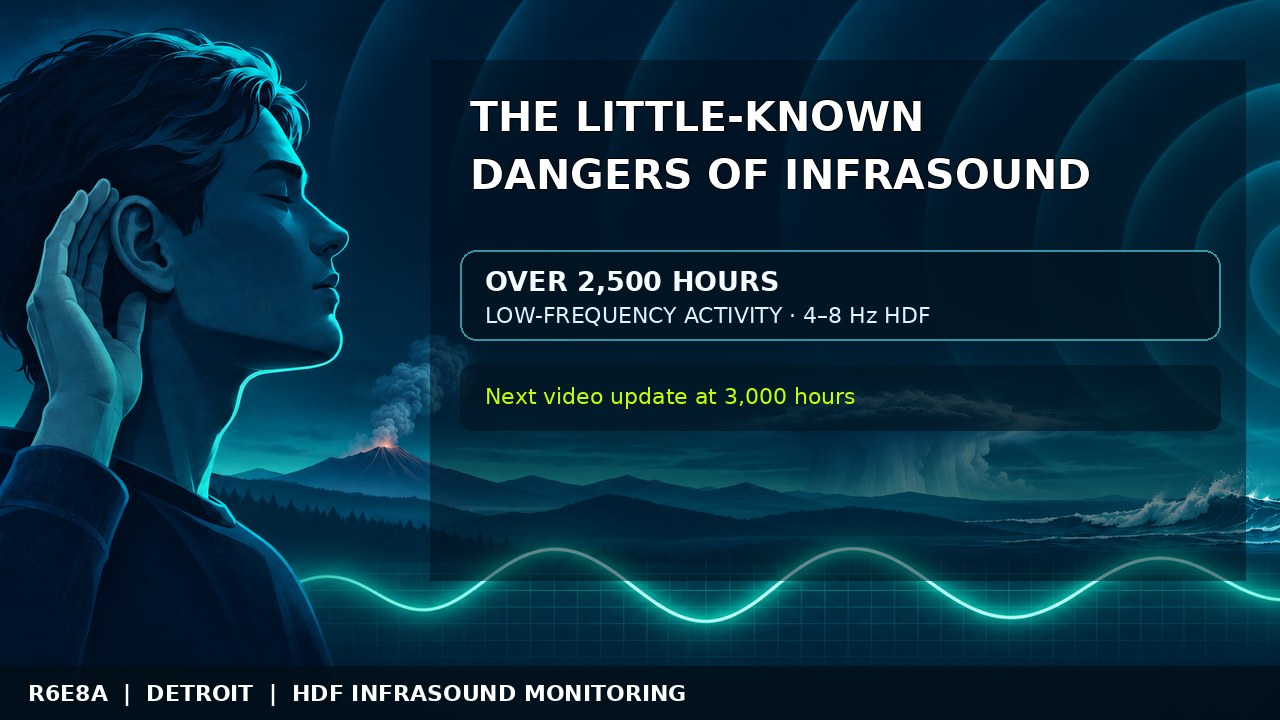 THE LITTLE-KNOWN
DANGERS OF INFRASOUND
OVER 2,500 HOURS
LOW-FREQUENCY ACTIVITY · 4–8 Hz HDF
Next video update at 3,000 hours
R6E8A | DETROIT | HDF INFRASOUND MONITORING